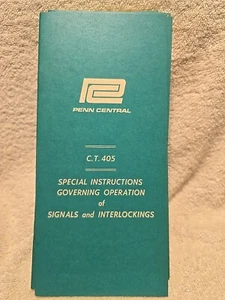 PENN CENTRAL
C.T. 405
SPECIAL INSTRUCTIONS
GOVERNING OPERATION
of
SIGNALS and INTERLOCKINGS